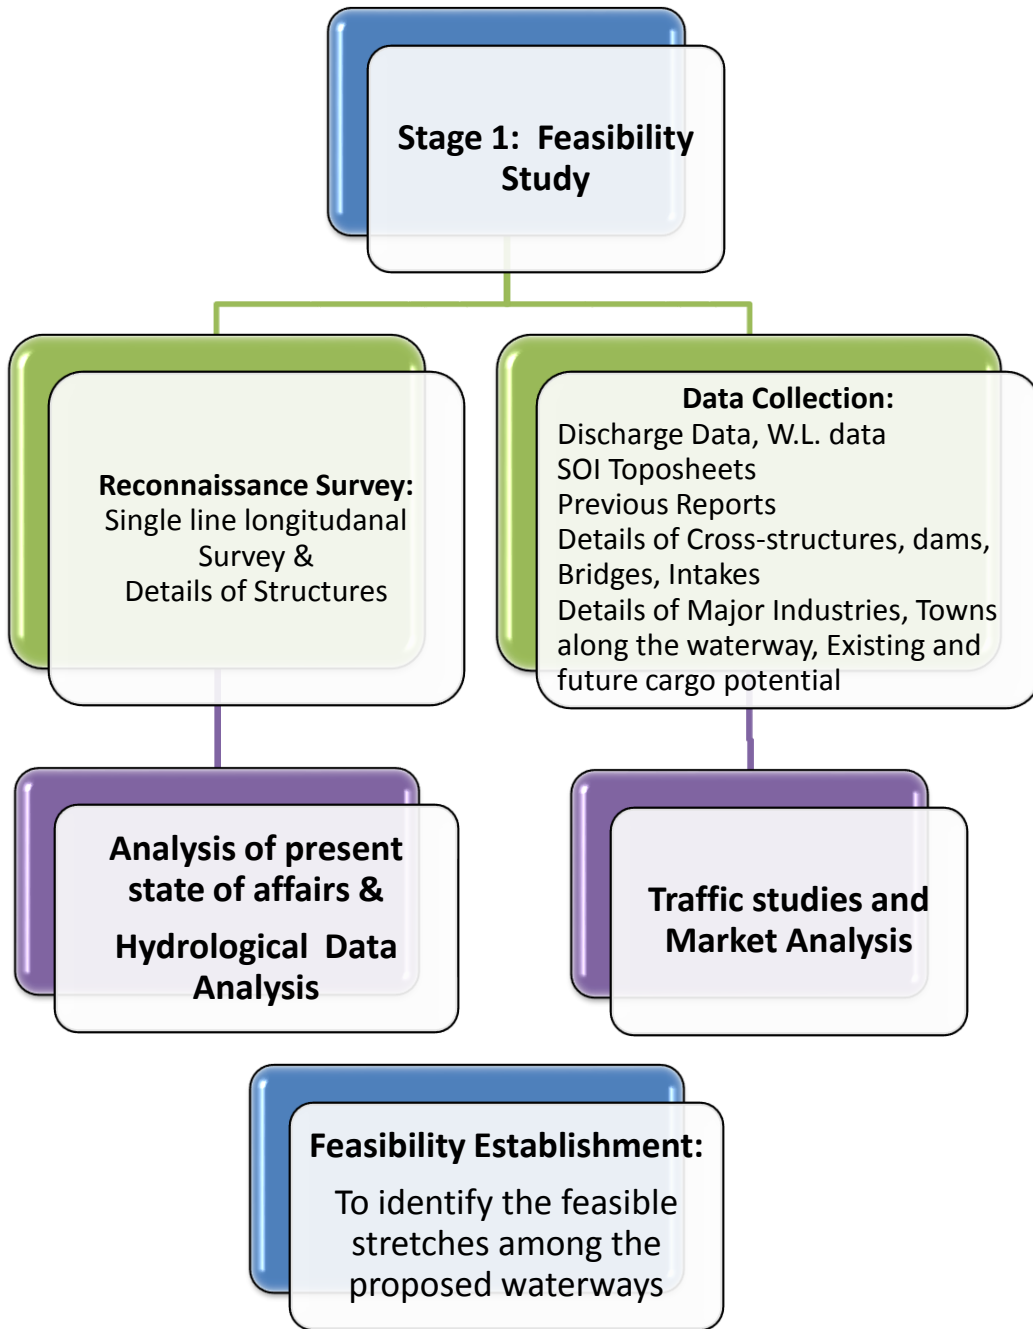 Stage 1:  Feasibility
Study
Reconnaissance Survey:
Single line longitudanal
Survey &
Details of Structures
Data Collection:
Discharge Data, W.L. data
SOI Toposheets
Previous Reports
Details of Cross-structures, dams,
Bridges, Intakes
Details of Major Industries, Towns
along the waterway, Existing and
future cargo potential
Analysis of present
state of affairs &
Hydrological  Data
Analysis
Traffic studies and
Market Analysis
Feasibility Establishment:
To identify the feasible
stretches among the
proposed waterways